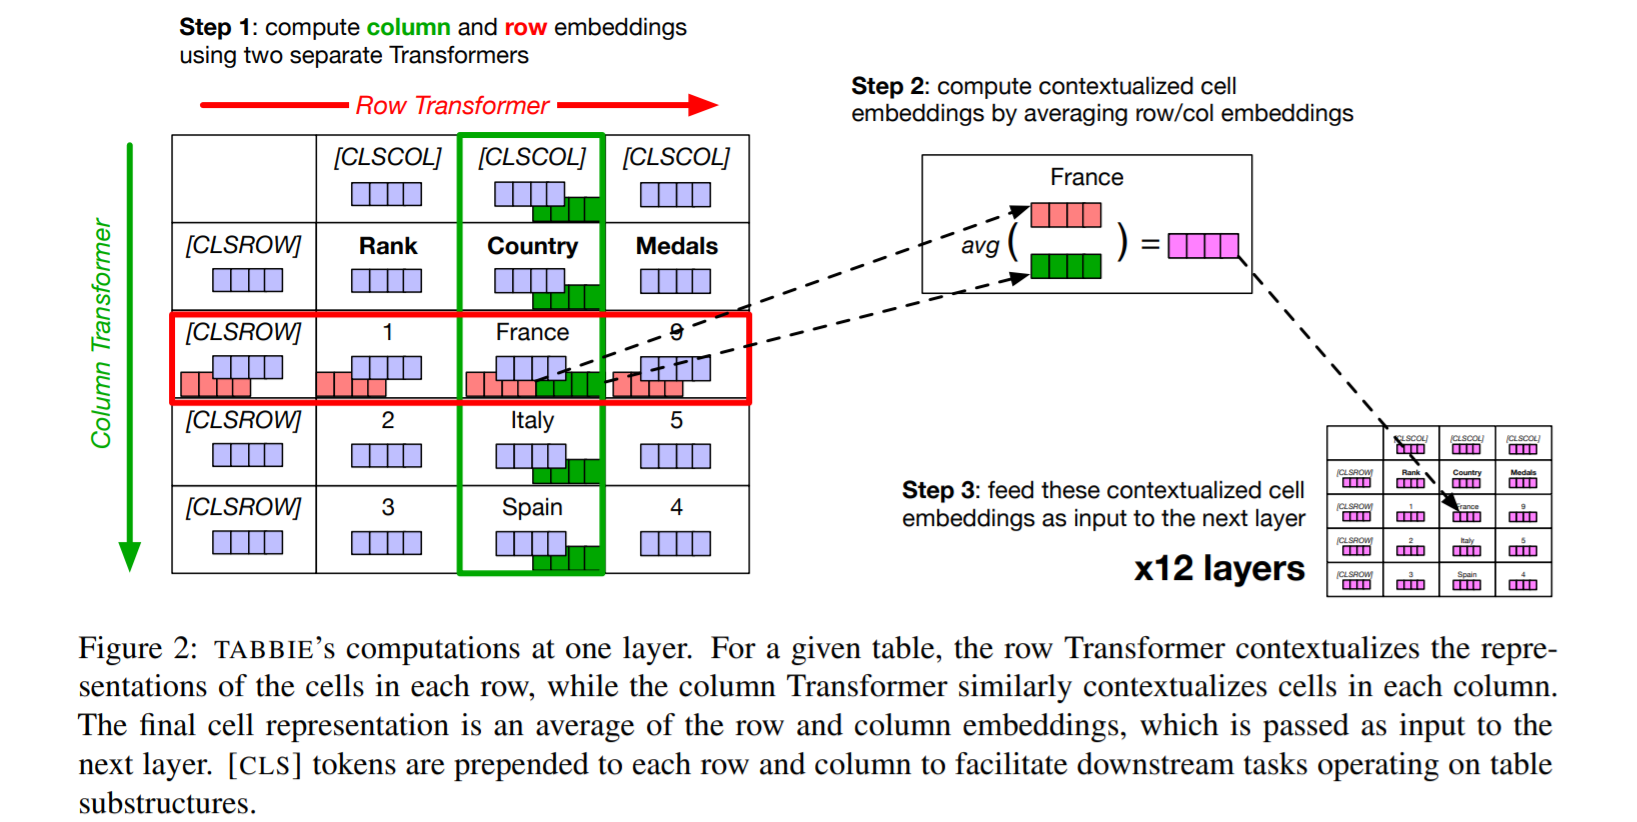 Step 1: compute column and row embeddings
using two separate Transformers
Row Transformer
Column Transformer
[CLSCOL] [CLSCOL] [CLSCOL]
[CLSROW] Rank Country Medals
[CLSROW] 1 France 9
[CLSROW] 2 Italy 5
[CLSROW] 3 Spain 4
Step 2: compute contextualized cell
embeddings by averaging row/col embeddings
France
avg ( ) =
Step 3: feed these contextualized cell
embeddings as input to the next layer
x12 layers
[CLSCOL] [CLSCOL] [CLSCOL]
[CLSROW] Rank Country Medals
[CLSROW] 1 France 9
[CLSROW] 2 Italy 5
[CLSROW] 3 Spain 4
Figure 2: TABBIE’s computations at one layer. For a given table, the row Transformer contextualizes the repre-
sentations of the cells in each row, while the column Transformer similarly contextualizes cells in each column.
The final cell representation is an average of the row and column embeddings, which is passed as input to the
next layer. [CLS] tokens are prepended to each row and column to facilitate downstream tasks operating on table
substructures.